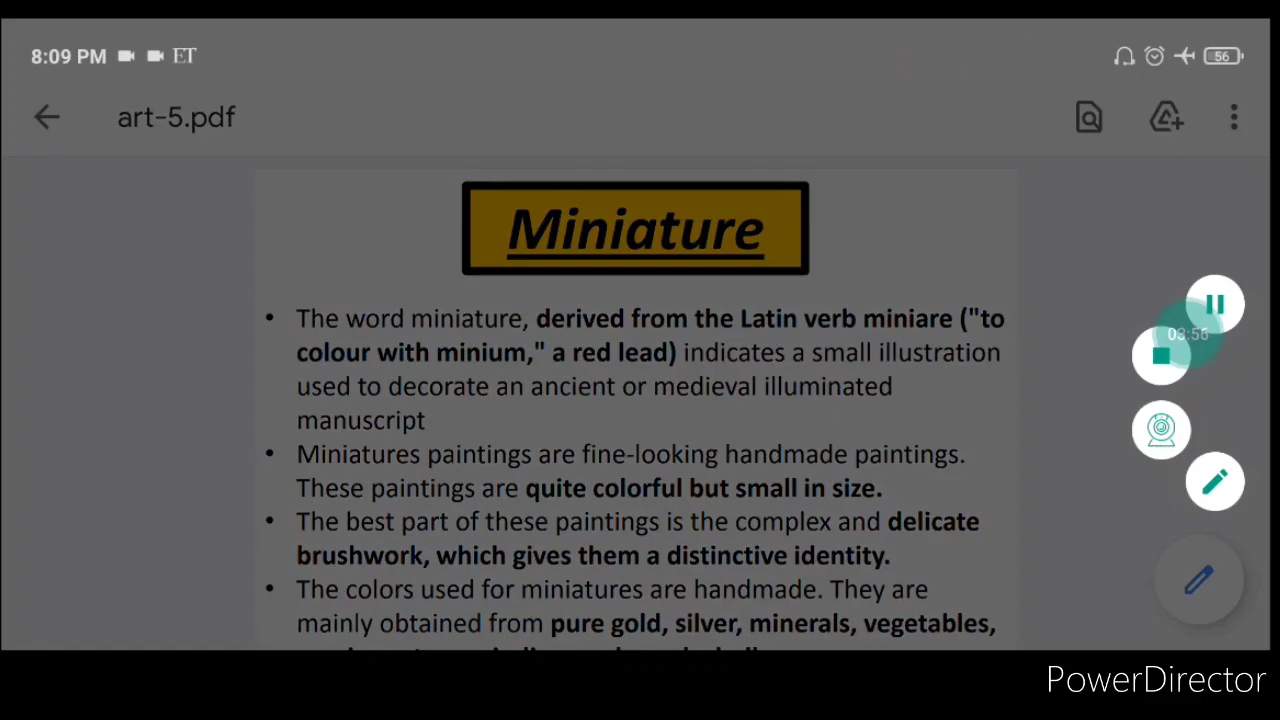 8:09 PM ET 56
art-5.pdf
Miniature
• The word miniature, derived from the Latin verb miniare ("to
colour with minium," a red lead) indicates a small illustration
used to decorate an ancient or medieval illuminated
manuscript
• Miniatures paintings are fine-looking handmade paintings.
These paintings are quite colorful but small in size.
• The best part of these paintings is the complex and delicate
brushwork, which gives them a distinctive identity.
• The colors used for miniatures are handmade. They are
mainly obtained from pure gold, silver, minerals, vegetables,
03:56
PowerDirector